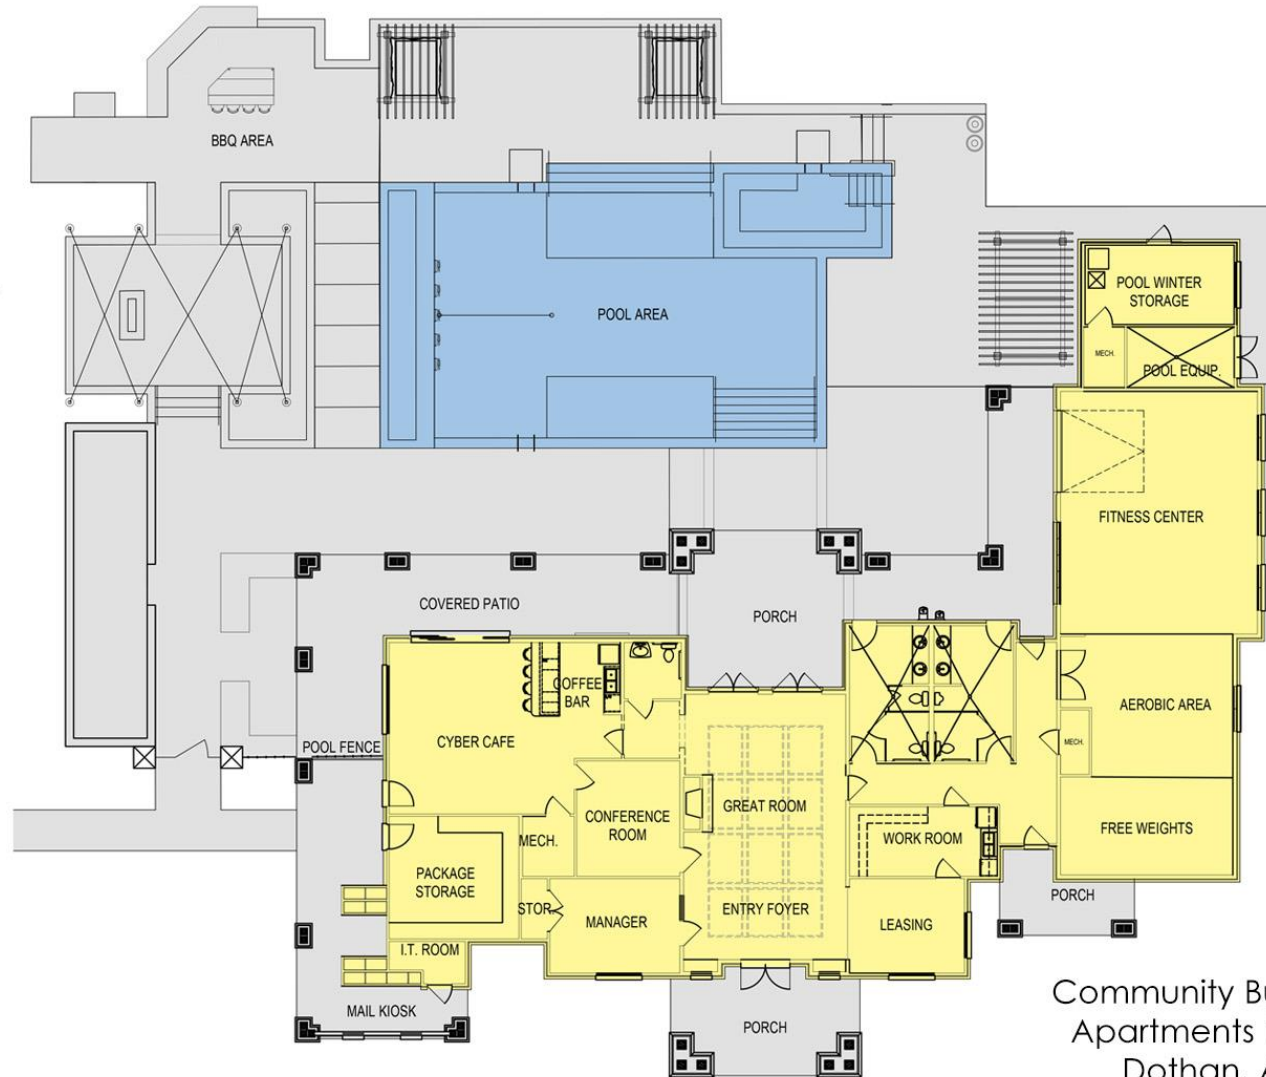 BBQ AREA
POOL WINTER
STORAGE
MECH.
POOL EQUIP.
POOL AREA
FITNESS CENTER
COVERED PATIO
PORCH
COFFEE
BAR
CYBER CAFE
POOL FENCE
AEROBIC AREA
MECH.
GREAT ROOM
CONFERENCE
ROOM
MECH.
WORK ROOM
FREE WEIGHTS
PACKAGE
STORAGE
STOR.
MANAGER
ENTRY FOYER
LEASING
PORCH
I.T. ROOM
MAIL KIOSK
PORCH
Community
Apartments
Dothan,